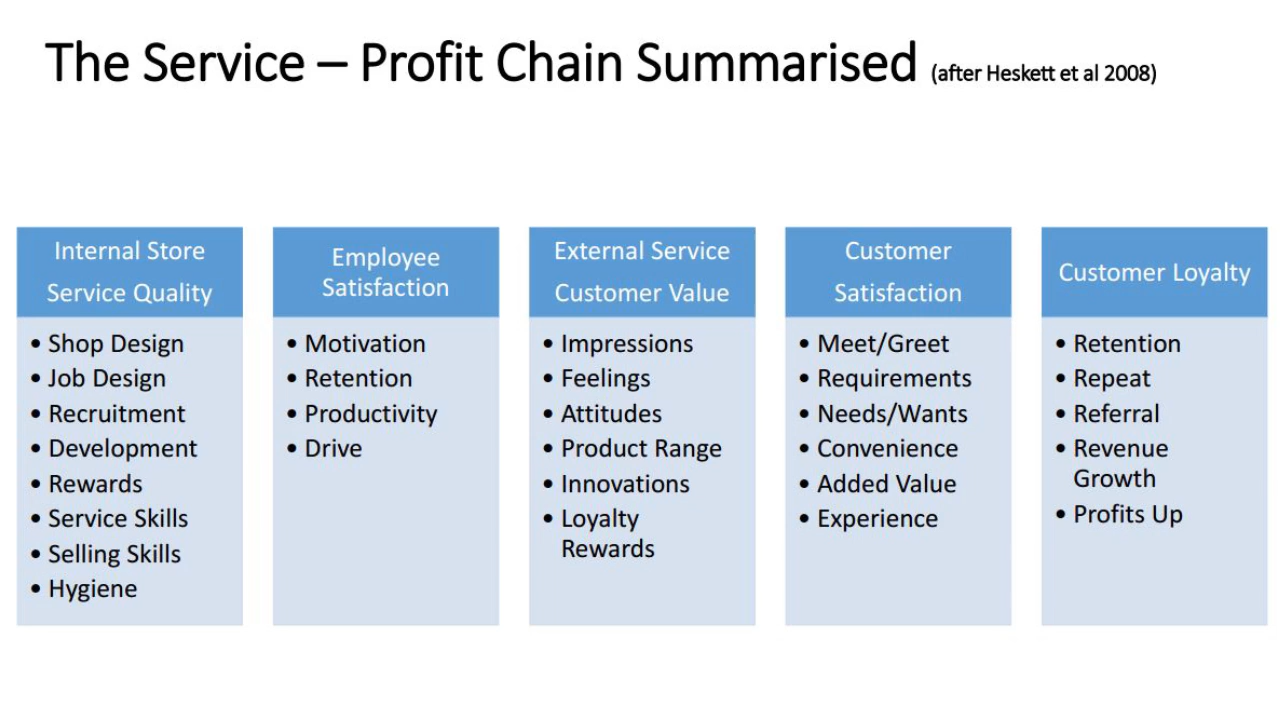 The Service – Profit Chain Summarised (after Heskett et al 2008)
Internal Store
Service Quality
• Shop Design
• Job Design
• Recruitment
• Development
• Rewards
• Service Skills
• Selling Skills
• Hygiene
Employee
Satisfaction
• Motivation
• Retention
• Productivity
• Drive
External Service
Customer Value
• Impressions
• Feelings
• Attitudes
• Product Range
• Innovations
• Loyalty
Rewards
Customer
Satisfaction
• Meet/Greet
• Requirements
• Needs/Wants
• Convenience
• Added Value
• Experience
Customer Loyalty
• Retention
• Repeat
• Referral
• Revenue
Growth
• Profits Up